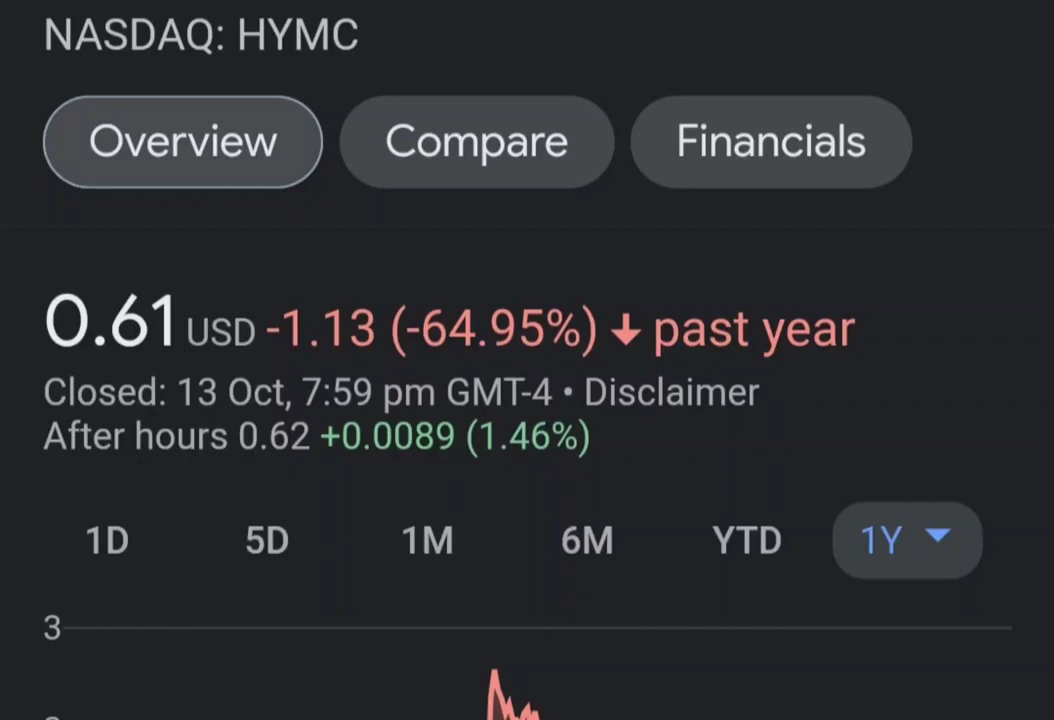 NASDAQ: HYMC
Overview Compare Financials
0.61 USD -1.13 (-64.95%) ↓ past year
Closed: 13 Oct, 7:59 pm GMT-4 • Disclaimer
After hours 0.62 +0.0089 (1.46%)
1D 5D 1M 6M YTD 1Y
3